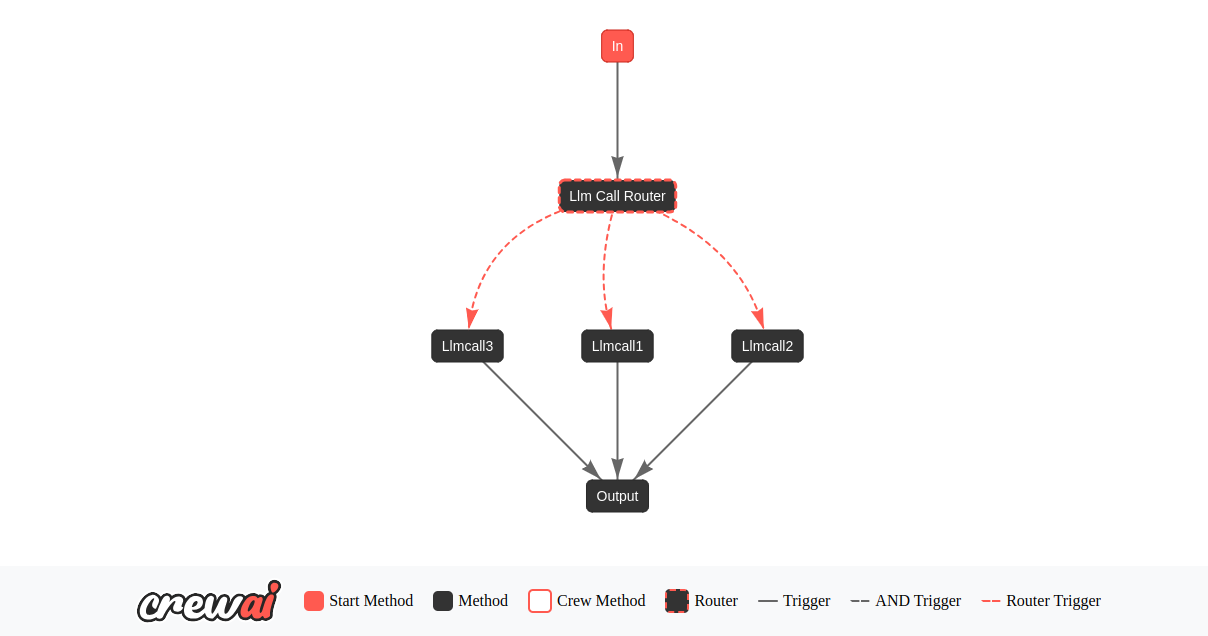 In
Llm Call Router
Llmcall3 Llmcall1 Llmcall2
Output
crewai Start Method Method Crew Method Router Trigger AND Trigger Router Trigger